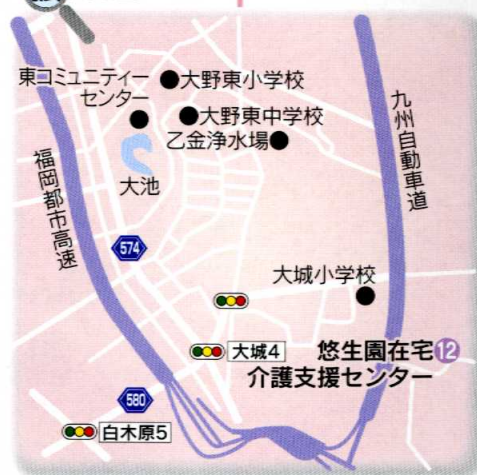 東コミュニティー
センター
大野東小学校
大野東中学校
乙金浄水場
大池
福岡都市高速
九州自動車道
574
大城小学校
大城4
悠生園在宅⑫
介護支援センター
580
白木原5